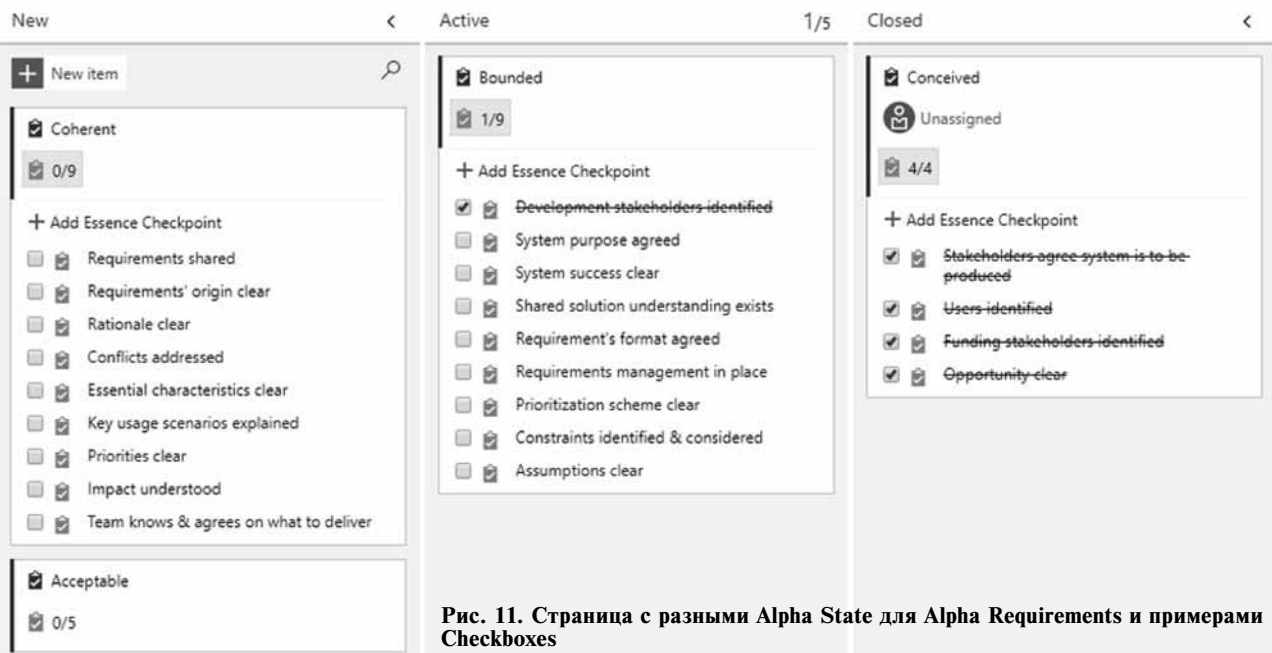 New
<
New item
Coherent
0/9
+ Add Essence Checkpoint
Requirements shared
Requirements' origin clear
Rationale clear
Conflicts addressed
Essential characteristics clear
Key usage scenarios explained
Priorities clear
Impact understood
Team knows & agrees on what to deliver
Acceptable
0/5
Active
1/5
Bounded
1/9
+ Add Essence Checkpoint
Development stakeholders identified
System purpose agreed
System success clear
Shared solution understanding exists
Requirement's format agreed
Requirements management in place
Prioritization scheme clear
Constraints identified & considered
Assumptions clear
Closed
<
Conceived
Unassigned
4/4
+ Add Essence Checkpoint
Stakeholders agree system is to be
produced
Users identified
Funding stakeholders identified
Opportunity clear
Рис. 11. Страница с разными Alpha State для Alpha Requirements и примерами
Checkboxes